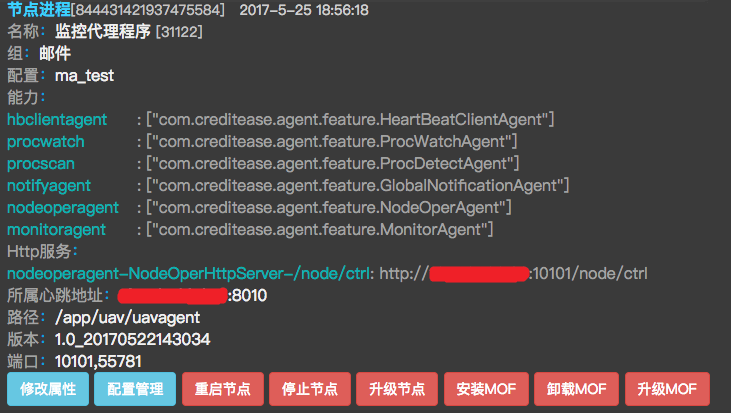 节点进程[844431421937475584] 2017-5-25 18:56:18
名称: 监控代理程序 [31122]
组: 邮件
配置: ma_test
能力:
hbclientagent : ["com.creditease.agent.feature.HeartBeatClientAgent"]
procwatch : ["com.creditease.agent.feature.ProcWatchAgent"]
procscan : ["com.creditease.agent.feature.ProcDetectAgent"]
notifyagent : ["com.creditease.agent.feature.GlobalNotificationAgent"]
nodeoperagent : ["com.creditease.agent.feature.NodeOperAgent"]
monitoragent : ["com.creditease.agent.feature.MonitorAgent"]
Http服务:
nodeoperagent-NodeOperHttpServer-/node/ctrl: http:// :10101/node/ctrl
所属心跳地址: :8010
路径: /app/uav/uavagent
版本: 1.0_20170522143034
端口: 10101,55781
修改属性 配置管理 重启节点 停止节点 升级节点 安装MOF 卸载MOF 升级MOF